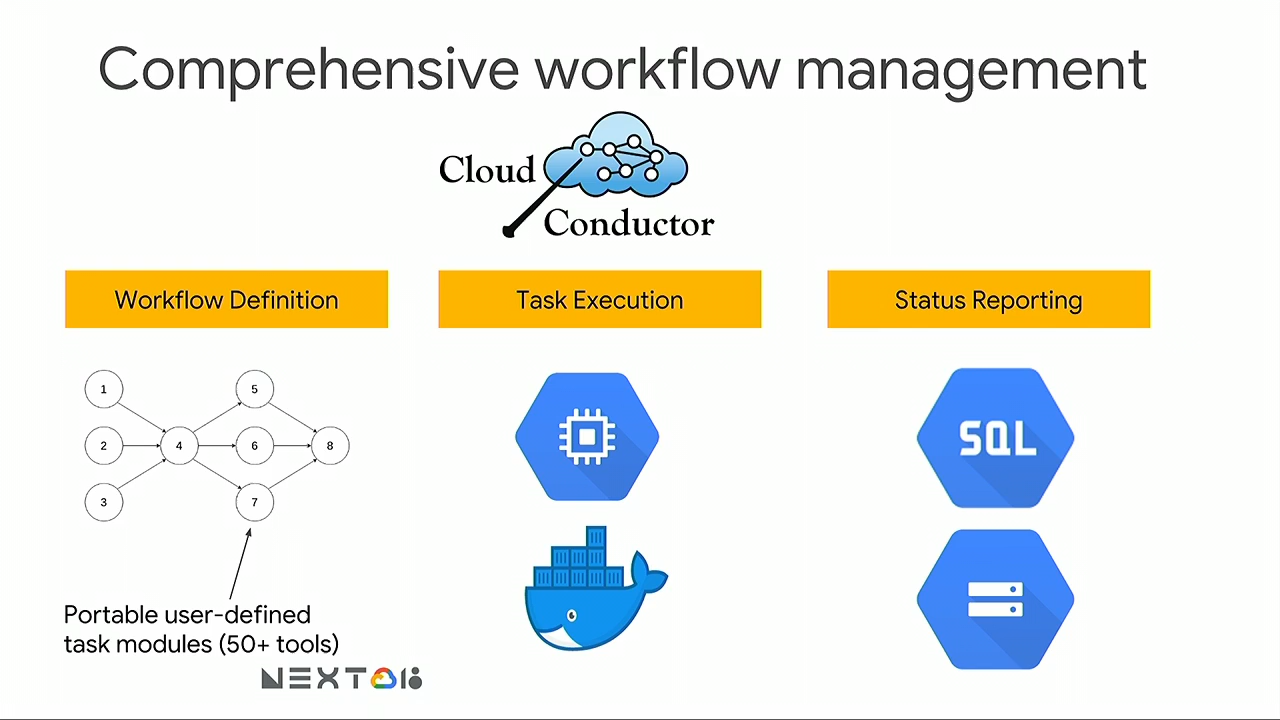 Comprehensive workflow management
Cloud
Conductor
Workflow Definition
Task Execution
Status Reporting
1
5
2
4
6
8
3
7
SQL
Portable user-defined
task modules (50+ tools)
NEXT 18